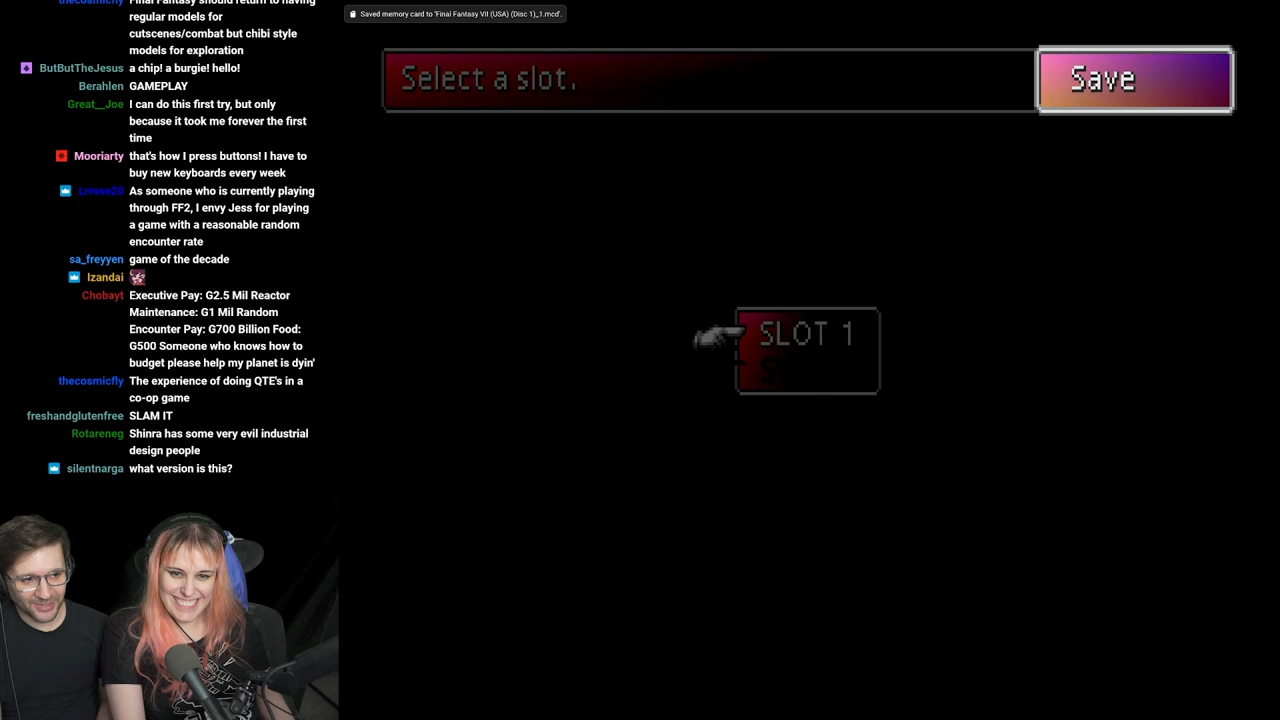 thecosmicfly Final Fantasy should return to having
regular models for
cutscenes/combat but chibi style
models for exploration
ButButTheJesus a chip! a burgie! hello!
Berahlen GAMEPLAY
Great__Joe I can do this first try, but only
because it took me forever the first
time
Mooriarty that's how I press buttons! I have to
buy new keyboards every week
Lrrose20 As someone who is currently playing
through FF2, I envy Jess for playing
a game with a reasonable random
encounter rate
sa_freyyen game of the decade
Izandai
Chobayt Executive Pay: G2.5 Mil Reactor
Maintenance: G1 Mil Random
Encounter Pay: G700 Billion Food:
G500 Someone who knows how to
budget please help my planet is dyin'
thecosmicfly The experience of doing QTE's in a
co-op game
freshandglutenfree SLAM IT
Rotareneg Shinra has some very evil industrial
design people
silentnarga what version is this?
Saved memory card to 'Final Fantasy VII (USA) (Disc 1)_1.mcd'.
Select a slot.
Save
SLOT 1